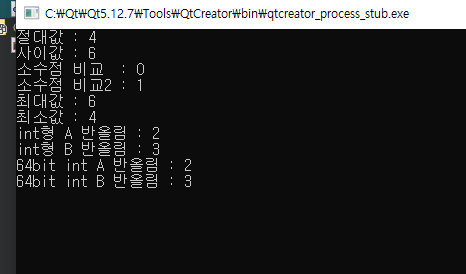 C:₩Qt₩Qt5.12.7₩Tools₩QtCreator₩bin₩qtcreator_process_stub.exe
절대값 : 4
사이값 : 6
소수점 비교  : 0
소수점 비교2 : 1
최대값 : 6
최소값 : 4
int형 A 반올림 : 2
int형 B 반올림 : 3
64bit int A 반올림 : 2
64bit int B 반올림 : 3